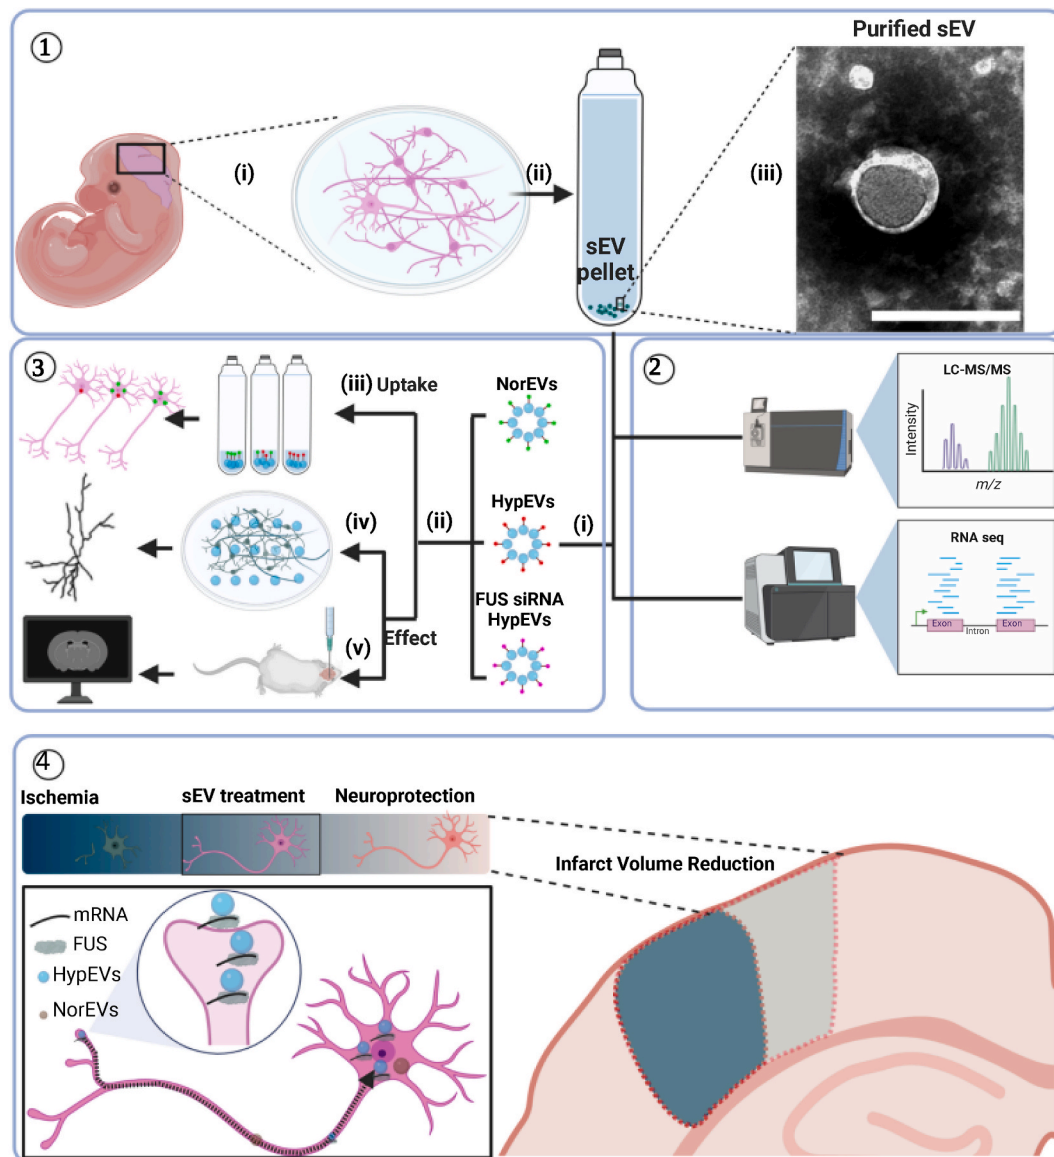 1
Purified sEV
(i)
(ii)
(iii)
sEV
pellet
3
(iii) Uptake
NorEVs
(iv)
(ii)
HypEVs
(i)
FUS siRNA
HypEVs
(v)
Effect
2
LC-MS/MS
Intensity
m/z
RNA seq
Exon
Intron
Exon
4
Ischemia
sEV treatment
Neuroprotection
Infarct Volume Reduction
mRNA
FUS
HypEVs
NorEVs